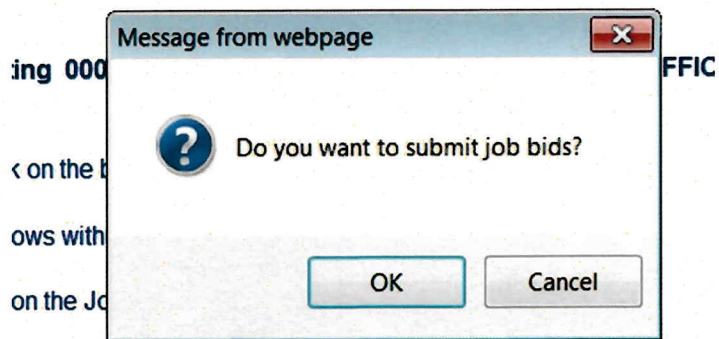 Message from webpage
ing 000 FFIC
Do you want to submit job bids?
on the
ows with
OK Cancel
on the Jo